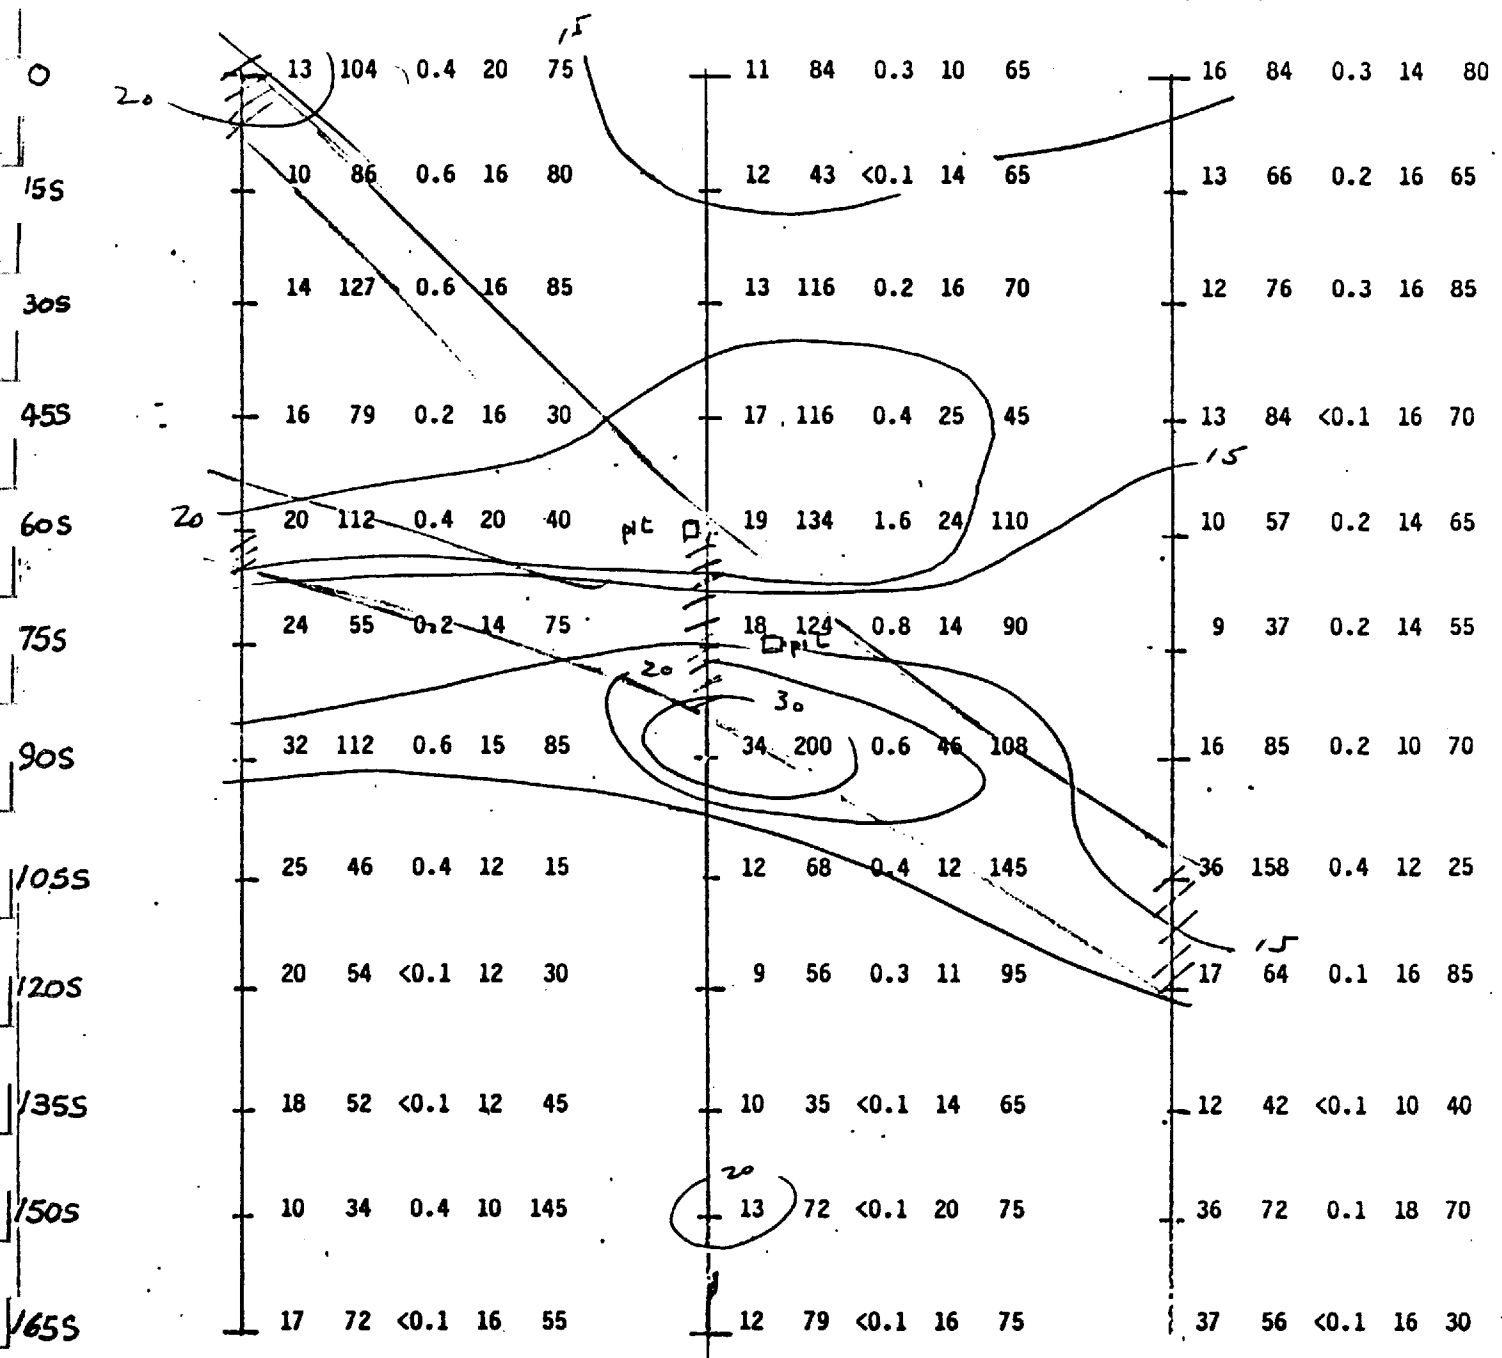 15
0 13 104 0.4 20 75 11 84 0.3 10 65 16 84 0.3 14 80
20
15S 10 86 0.6 16 80 12 43 <0.1 14 65 13 66 0.2 16 65
30S 14 127 0.6 16 85 13 116 0.2 16 70 12 76 0.3 16 85
45S 16 79 0.2 16 30 17 116 0.4 25 45 13 84 <0.1 16 70
15
20
60S 20 112 0.4 20 40 pit 19 134 1.6 24 110 10 57 0.2 14 65
75S 24 55 0.2 14 75 18 124 0.8 14 90 9 37 0.2 14 55
pit
20
30
90S 32 112 0.6 15 85 34 200 0.6 46 108 16 85 0.2 10 70
105S 25 46 0.4 12 15 12 68 0.4 12 145 36 158 0.4 12 25
15
120S 20 54 <0.1 12 30 9 56 0.3 11 95 17 64 0.1 16 85
135S 18 52 <0.1 12 45 10 35 <0.1 14 65 12 42 <0.1 10 40
20
150S 10 34 0.4 10 145 13 72 <0.1 20 75 36 72 0.1 18 70
165S 17 72 <0.1 16 55 12 79 <0.1 16 75 37 56 <0.1 16 30